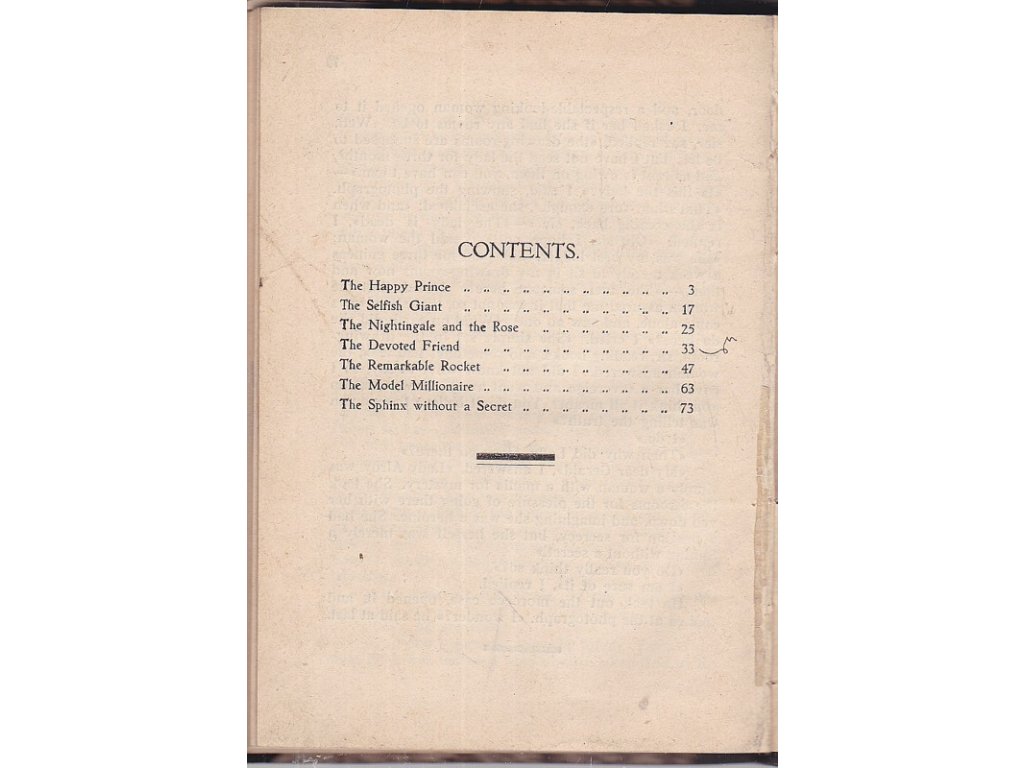 CONTENTS.
The Happy Prince .. .. .. .. .. .. .. .. .. .. .. 3
The Selfish Giant .. .. .. .. .. .. .. .. .. .. .. 17
The Nightingale and the Rose .. .. .. .. .. .. .. 25
The Devoted Friend .. .. .. .. .. .. .. .. .. .. 33
The Remarkable Rocket .. .. .. .. .. .. .. .. .. 47
The Model Millionaire .. .. .. .. .. .. .. .. .. .. 63
The Sphinx without a Secret .. .. .. .. .. .. .. .. 73